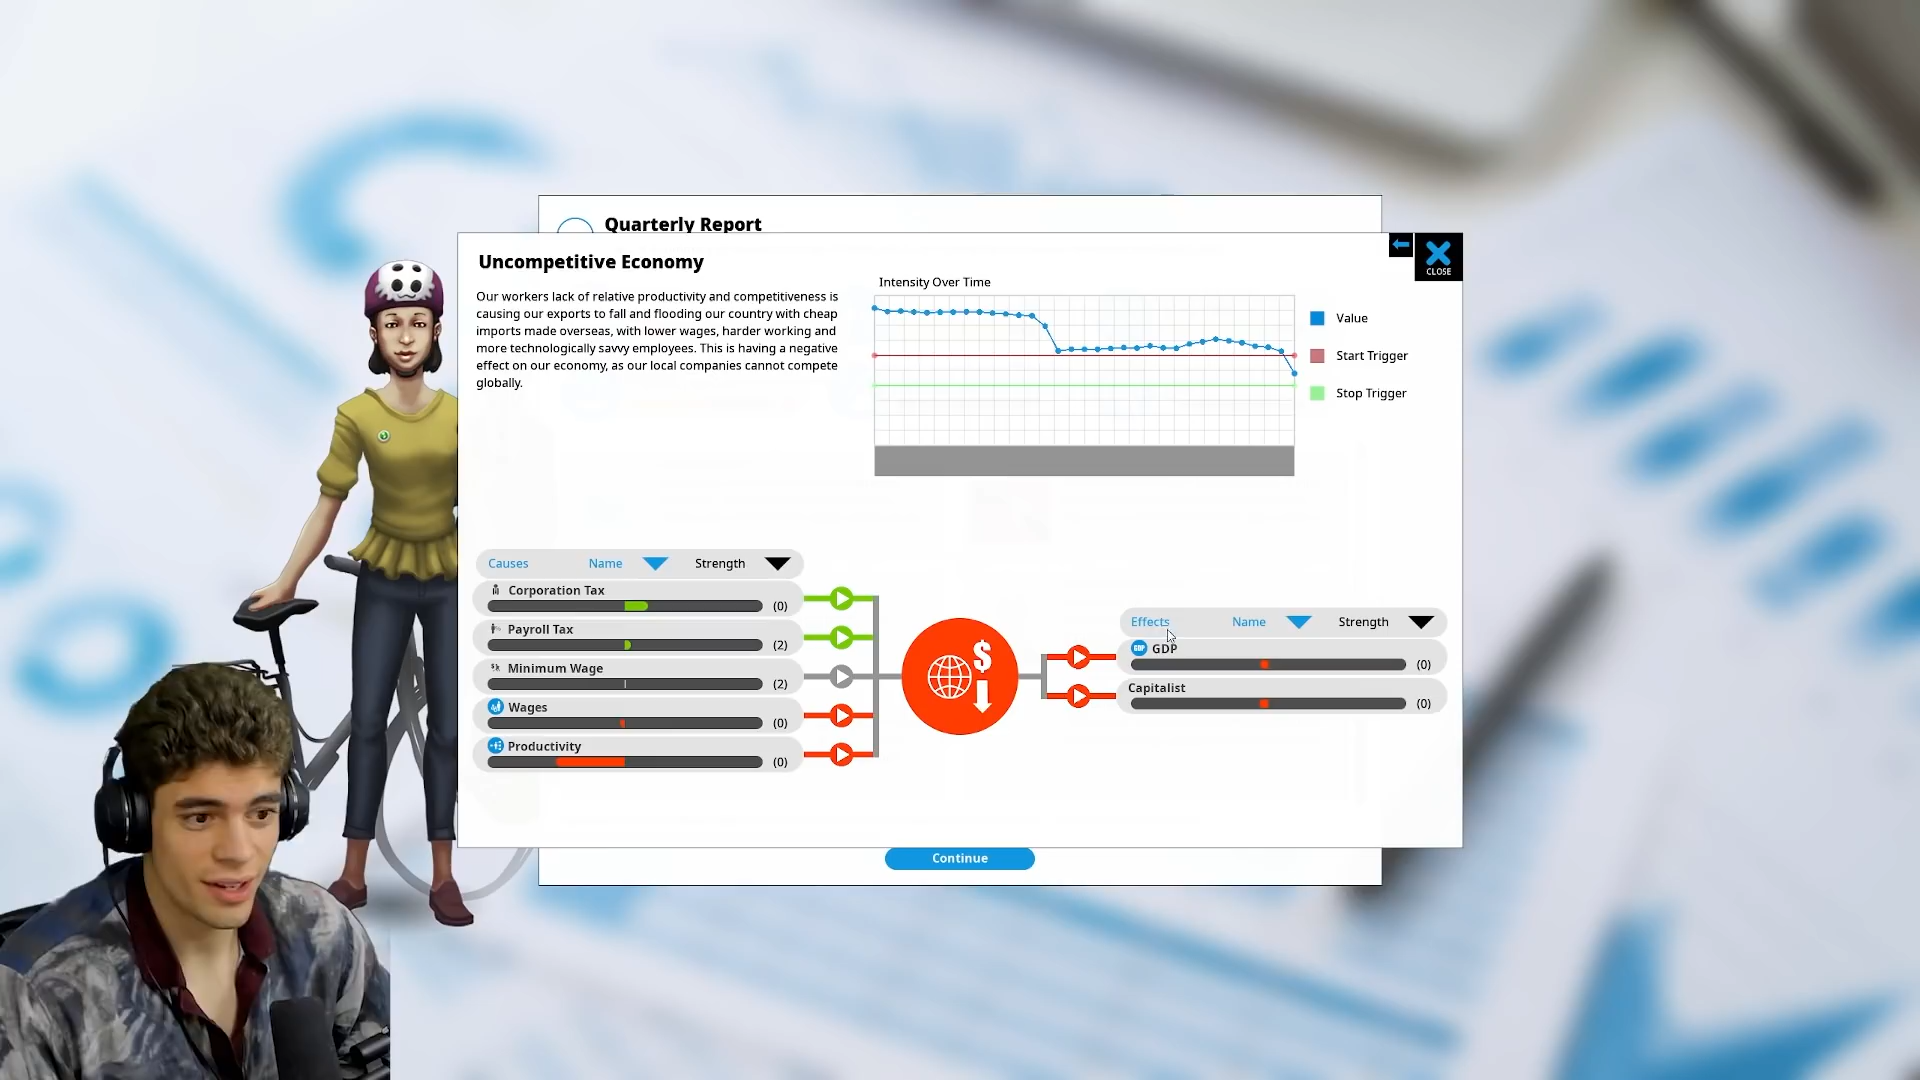 Quarterly Report
Uncompetitive Economy
CLOSE
Our workers lack of relative productivity and competitiveness is
causing our exports to fall and flooding our country with cheap
imports made overseas, with lower wages, harder working and
more technologically savvy employees. This is having a negative
effect on our economy, as our local companies cannot compete
globally.
Intensity Over Time
Value
Start Trigger
Stop Trigger
Causes Name Strength
Corporation Tax
(0)
Payroll Tax
(2)
Minimum Wage
(2)
Wages
(0)
Productivity
(0)
$
Effects Name Strength
GDP GDP
(0)
Capitalist
(0)
Continue